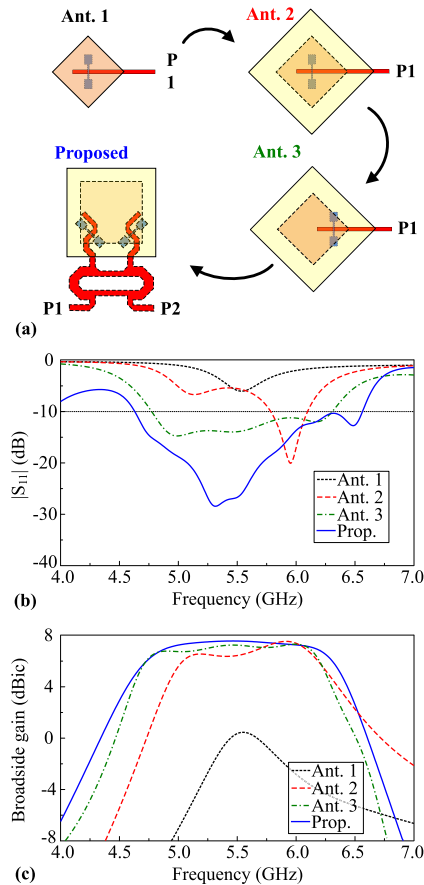 Ant. 1
Ant. 2
P
1
P1
Proposed
Ant. 3
P1
P1
P2
(a)
0
-10
-20
-30
-40
|S11| (dB)
Ant. 1
Ant. 2
Ant. 3
Prop.
4.0 4.5 5.0 5.5 6.0 6.5 7.0
(b)
Frequency (GHz)
8
4
0
-4
-8
Broadside gain (dBic)
Ant. 1
Ant. 2
Ant. 3
Prop.
4.0 4.5 5.0 5.5 6.0 6.5 7.0
(c)
Frequency (GHz)